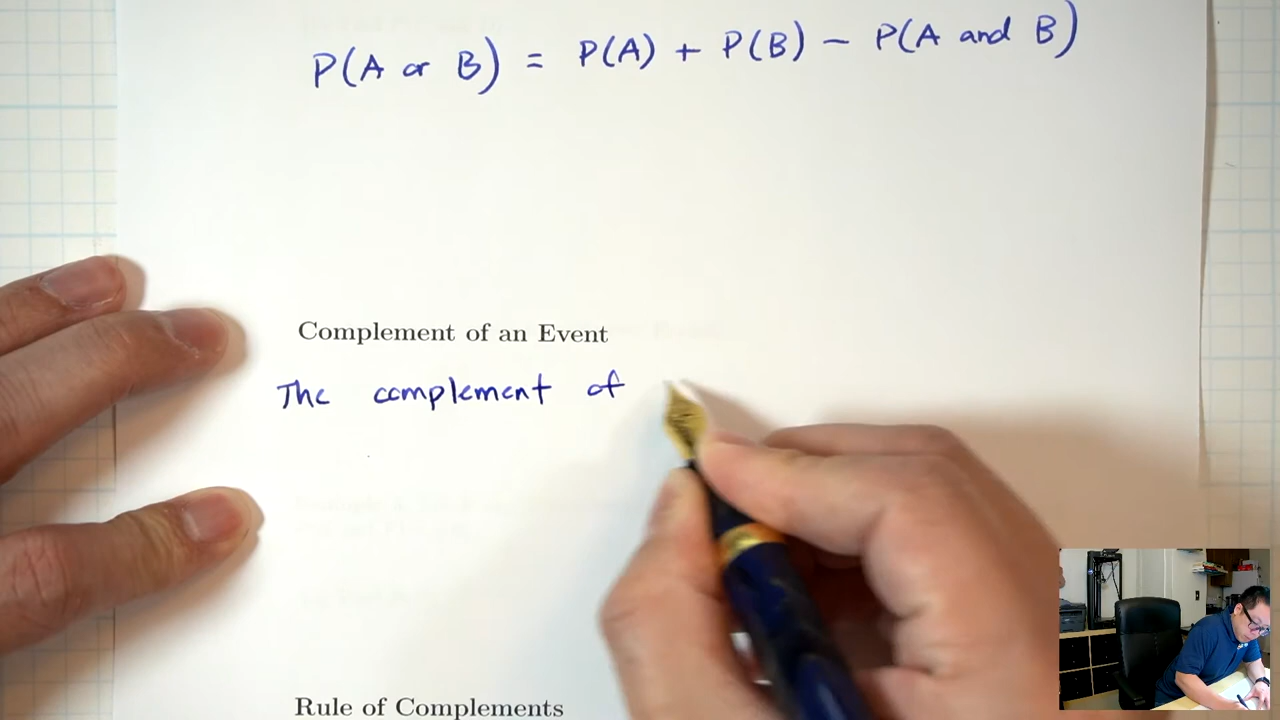 P(A or B) = P(A) + P(B) - P(A and B)
Complement of an Event
The complement of
Rule of Complements